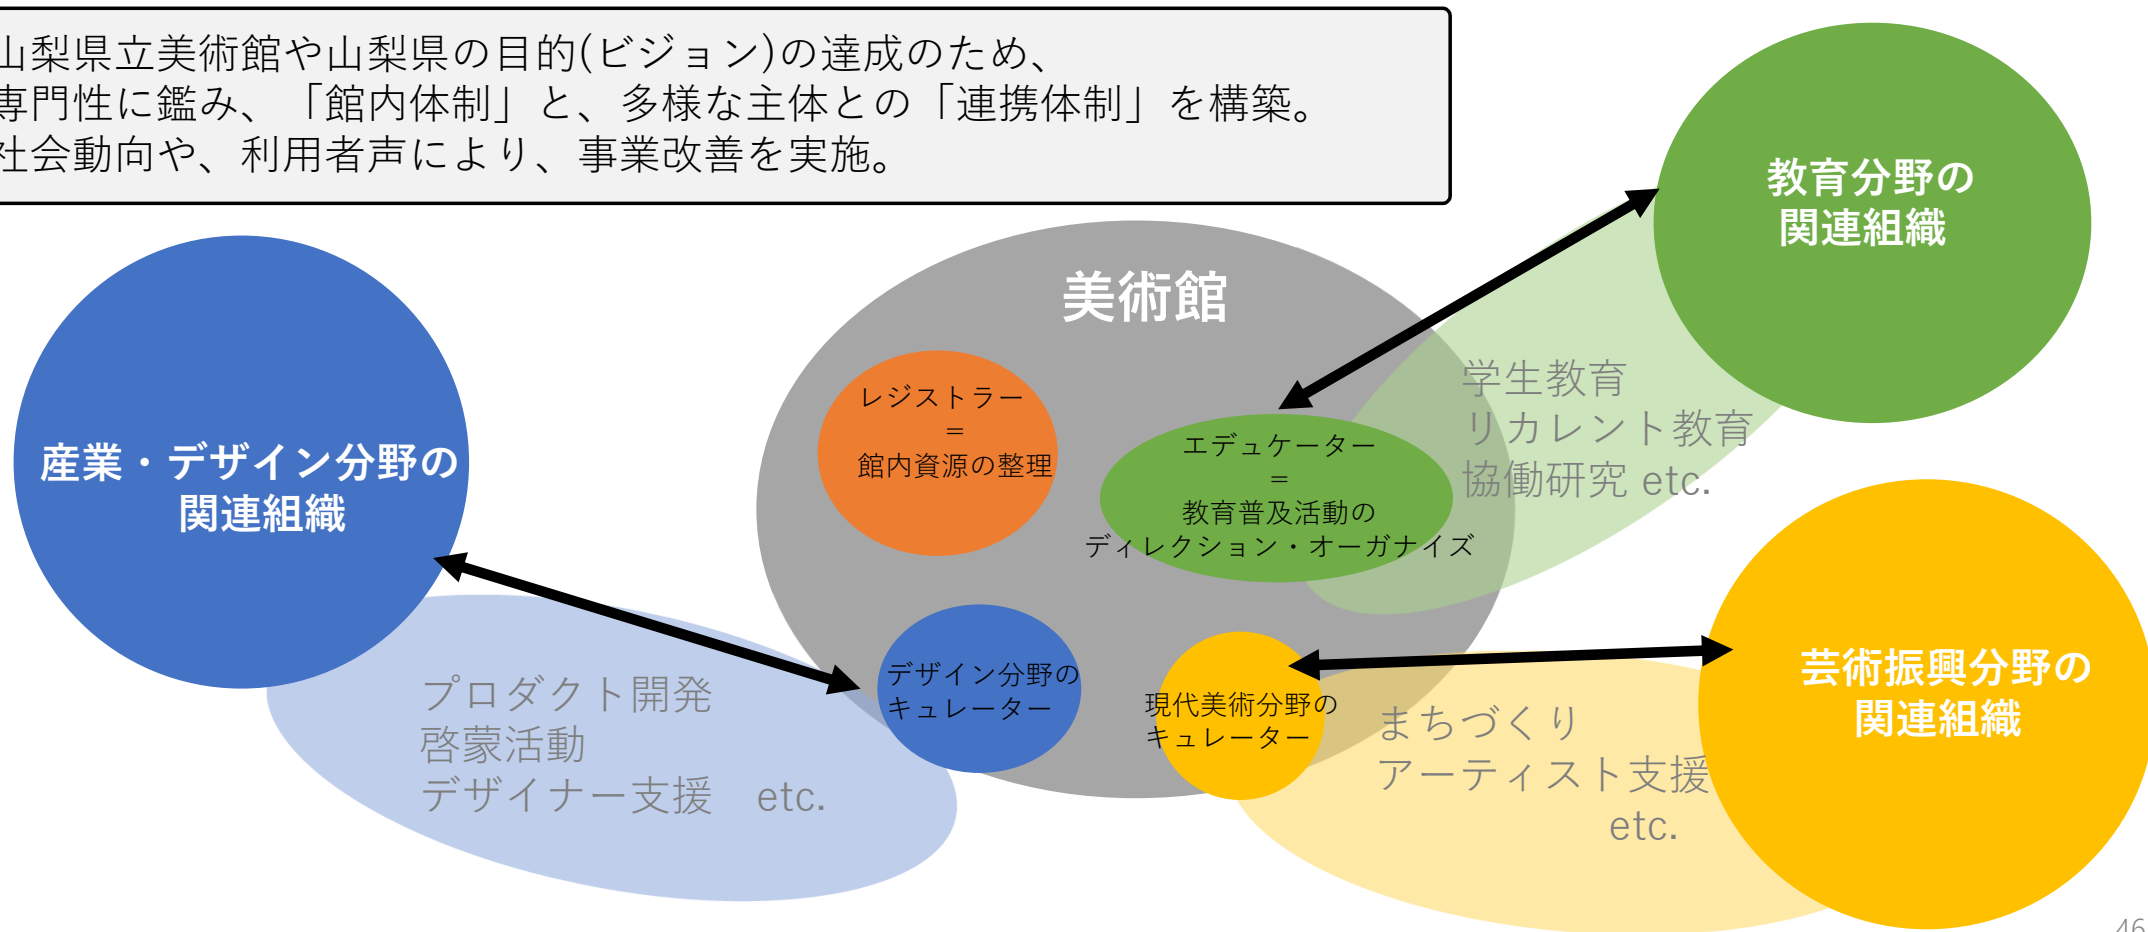 山梨県立美術館や山梨県の目的(ビジョン)の達成のため、
専門性に鑑み、「館内体制」と、多様な主体との「連携体制」を構築。
社会動向や、利用者声により、事業改善を実施。
教育分野の
関連組織
美術館
産業・デザイン分野の
関連組織
レジストラー
=
館内資源の整理
エデュケーター
=
教育普及活動の
ディレクション・オーガナイズ
学生教育
リカレント教育
協働研究 etc.
デザイン分野の
キュレーター
現代美術分野の
キュレーター
プロダクト開発
啓蒙活動
デザイナー支援　etc.
まちづくり
アーティスト支援
etc.
芸術振興分野の
関連組織
46